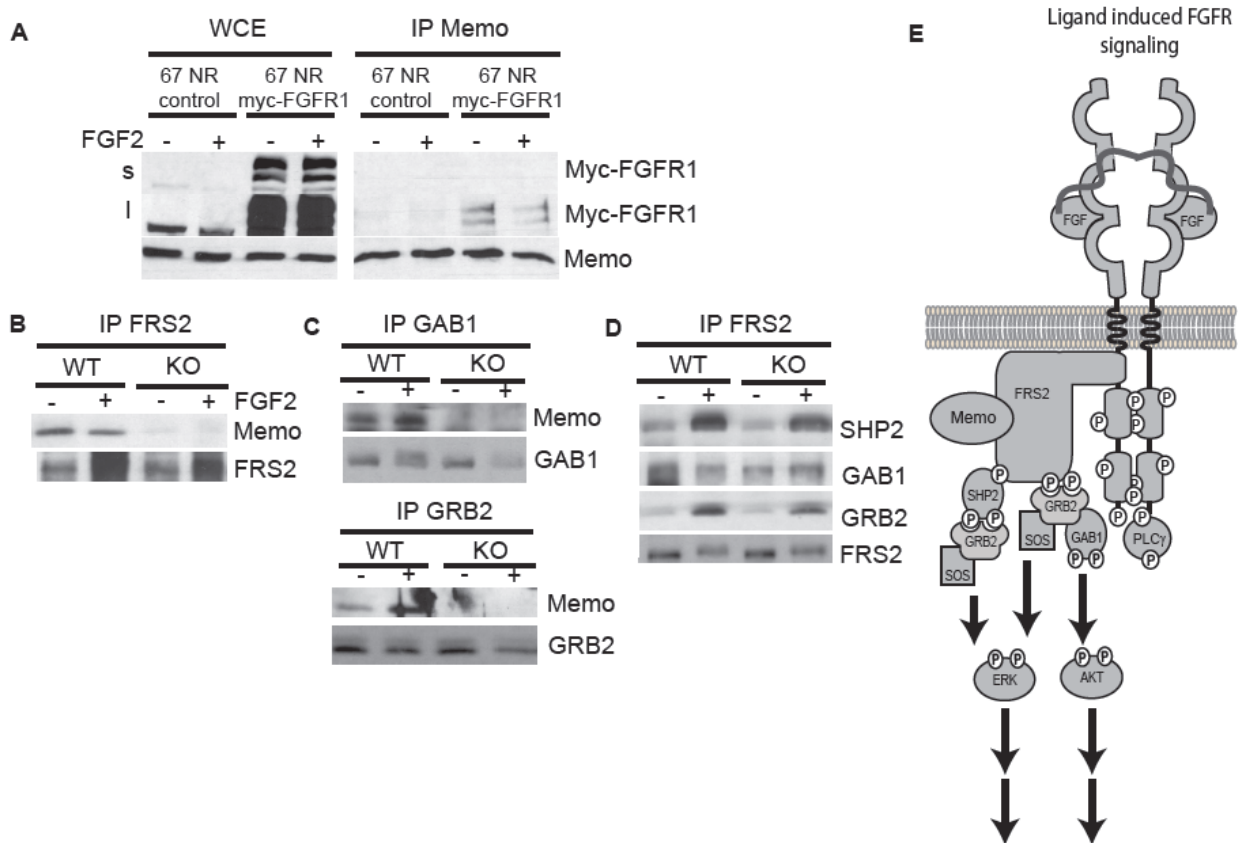 A
WCE
IP Memo
67 NR
control
67 NR
myc-FGFR1
67 NR
control
67 NR
myc-FGFR1
FGF2 - + - + - + - +
s
Myc-FGFR1
l
Myc-FGFR1
Memo
B
IP FRS2
WT KO
- + - + FGF2
Memo
FRS2
C
IP GAB1
WT KO
- + - +
Memo
GAB1
IP GRB2
WT KO
- + - +
Memo
GRB2
D
IP FRS2
WT KO
- + - +
SHP2
GAB1
GRB2
FRS2
E
Ligand induced FGFR
signaling
FGF FGF
FRS2
Memo
P P
P P
P
P P
P P P
SHP2 P
GRB2
P P
P P
GRB2
SOS GAB1
P P
P
PLCγ
P P
SOS
P P
ERK
P P
AKT